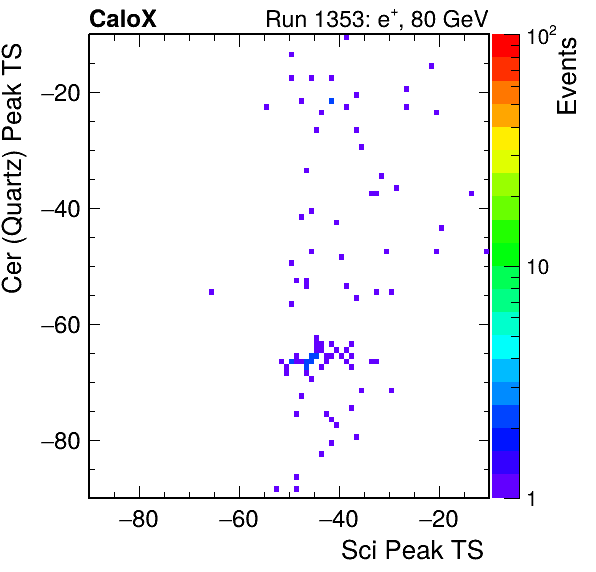 CaloX Run 1353: e⁺, 80 GeV
Cer (Quartz) Peak TS
−20
−40
−60
−80
−80 −60 −40 −20
Sci Peak TS
10²
10
1
Events